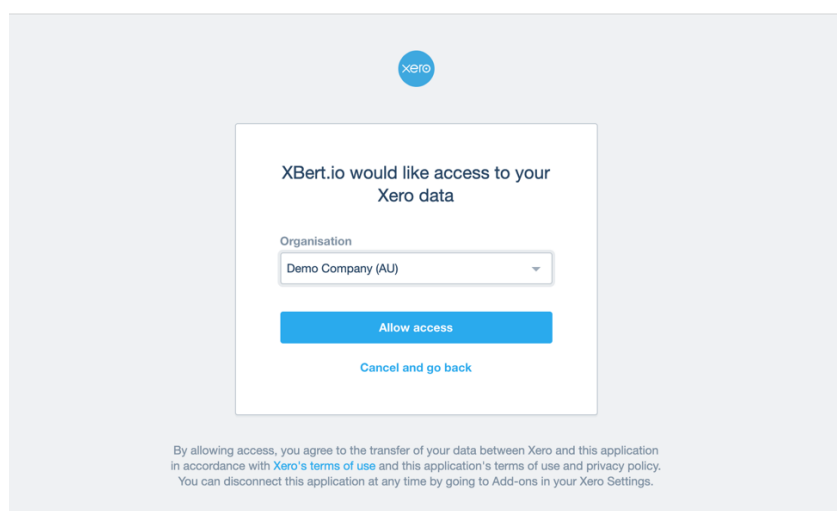 xero
XBert.io would like access to your
Xero data
Organisation
Demo Company (AU)
Allow access
Cancel and go back
By allowing access, you agree to the transfer of your data between Xero and this application
in accordance with Xero's terms of use and this application's terms of use and privacy policy.
You can disconnect this application at any time by going to Add-ons in your Xero Settings.